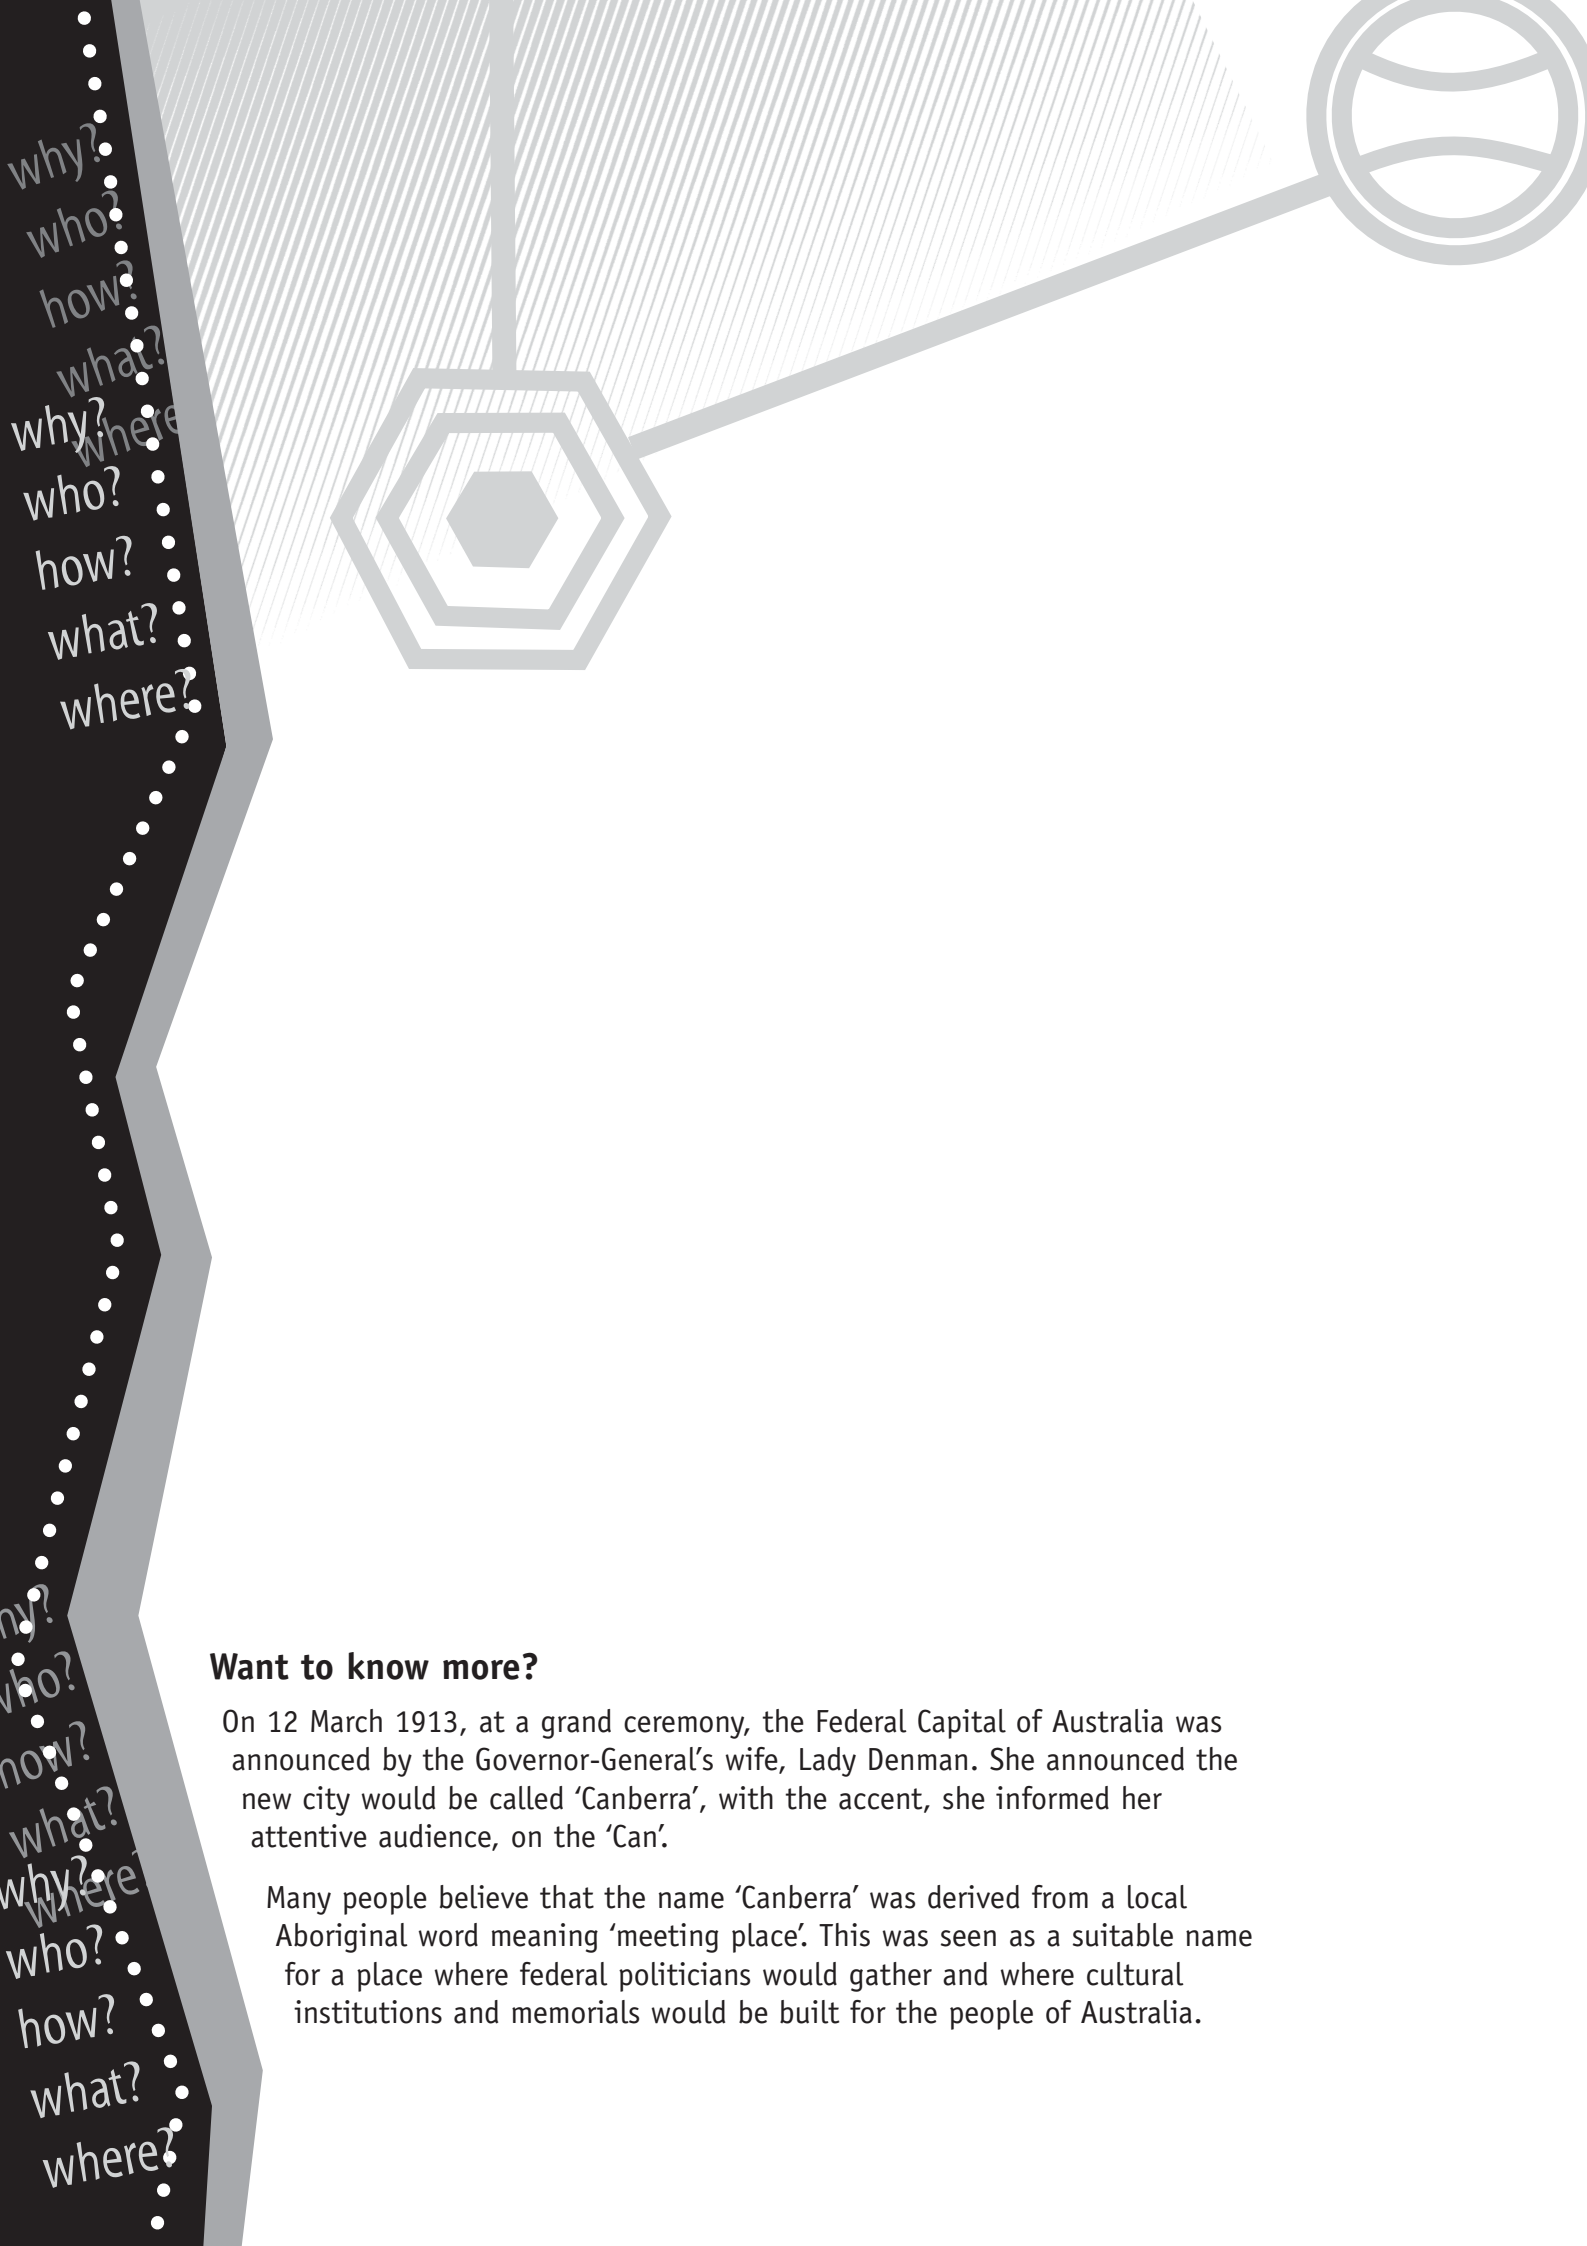 why?
who?
how?
what?
where
why?
who?
how?
what?
where?
hy?
who?
how?
what?
where?
why?
who?
how?
what?
where?
Want to know more?
On 12 March 1913, at a grand ceremony, the Federal Capital of Australia was
announced by the Governor-General’s wife, Lady Denman. She announced the
new city would be called ‘Canberra’, with the accent, she informed her
attentive audience, on the ‘Can’.
Many people believe that the name ‘Canberra’ was derived from a local
Aboriginal word meaning ‘meeting place’. This was seen as a suitable name
for a place where federal politicians would gather and where cultural
institutions and memorials would be built for the people of Australia.